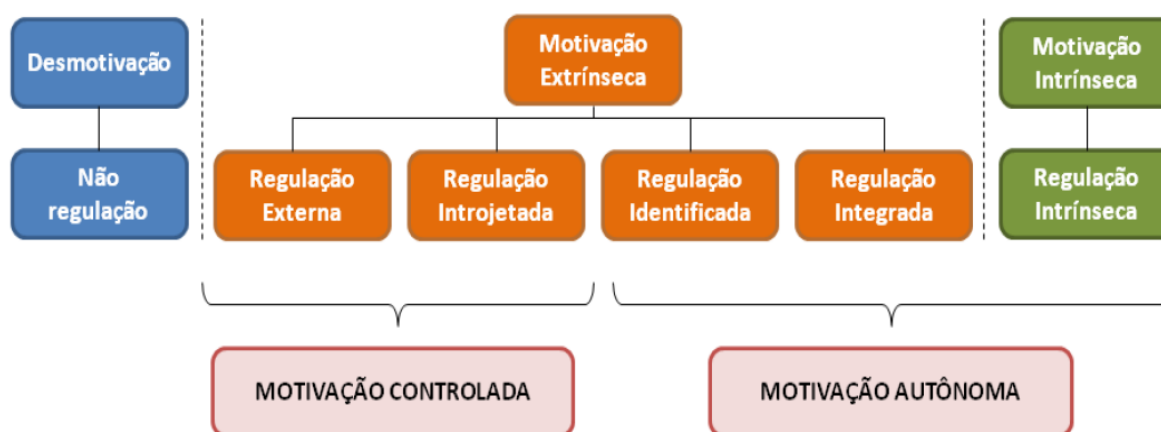 Desmotivação
Motivação
Extrínseca
Motivação
Intrínseca
Não
regulação
Regulação
Externa
Regulação
Introjetada
Regulação
Identificada
Regulação
Integrada
Regulação
Intrínseca
MOTIVAÇÃO CONTROLADA
MOTIVAÇÃO AUTÔNOMA